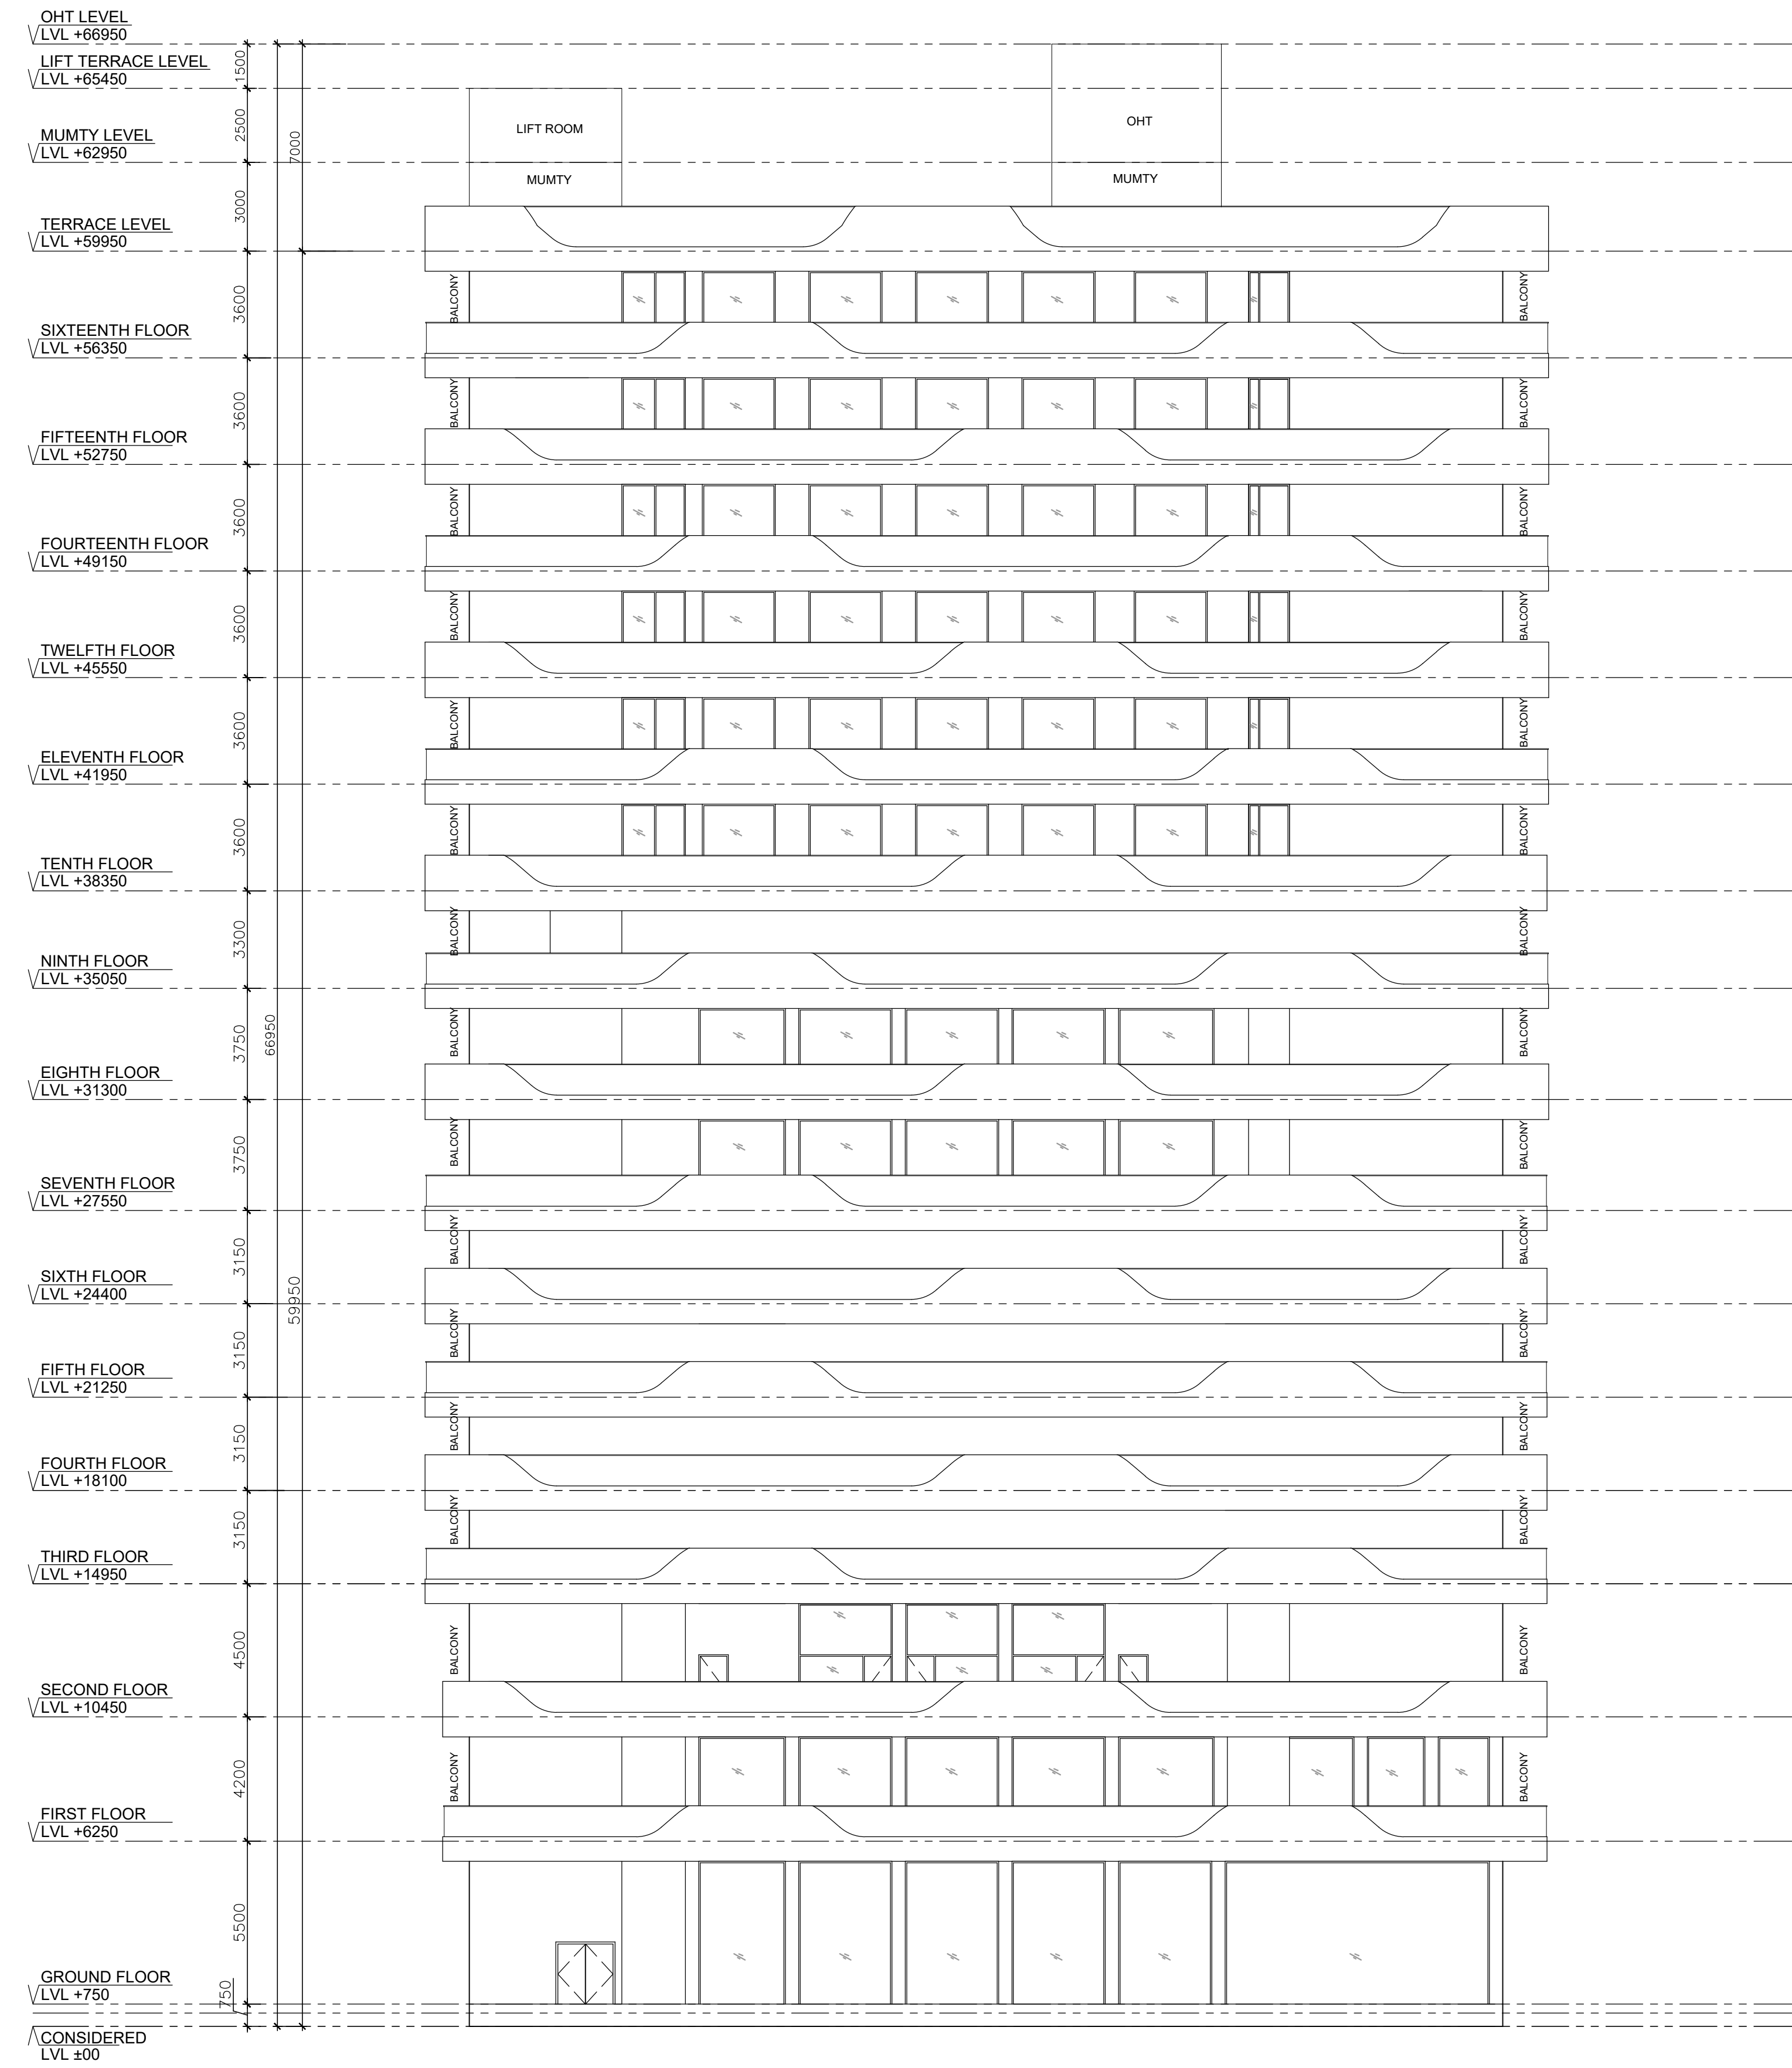 OHT LEVEL
LVL +66950
1500
LIFT TERRACE LEVEL
LVL +65450
2500
7000
LIFT ROOM
OHT
MUMTY LEVEL
LVL +62950
MUMTY
MUMTY
3000
TERRACE LEVEL
LVL +59950
3600
BALCONY
BALCONY
SIXTEENTH FLOOR
LVL +56350
3600
BALCONY
BALCONY
FIFTEENTH FLOOR
LVL +52750
3600
BALCONY
BALCONY
FOURTEENTH FLOOR
LVL +49150
3600
BALCONY
BALCONY
TWELFTH FLOOR
LVL +45550
3600
BALCONY
BALCONY
ELEVENTH FLOOR
LVL +41950
3600
BALCONY
BALCONY
TENTH FLOOR
LVL +38350
3300
BALCONY
BALCONY
NINTH FLOOR
LVL +35050
3750
66950
BALCONY
BALCONY
EIGHTH FLOOR
LVL +31300
3750
BALCONY
BALCONY
SEVENTH FLOOR
LVL +27550
3150
BALCONY
BALCONY
SIXTH FLOOR
LVL +24400
59950
3150
BALCONY
BALCONY
FIFTH FLOOR
LVL +21250
3150
BALCONY
BALCONY
FOURTH FLOOR
LVL +18100
3150
BALCONY
BALCONY
THIRD FLOOR
LVL +14950
4500
BALCONY
BALCONY
SECOND FLOOR
LVL +10450
4200
BALCONY
BALCONY
FIRST FLOOR
LVL +6250
5500
GROUND FLOOR
LVL +750
750
CONSIDERED
LVL ±00